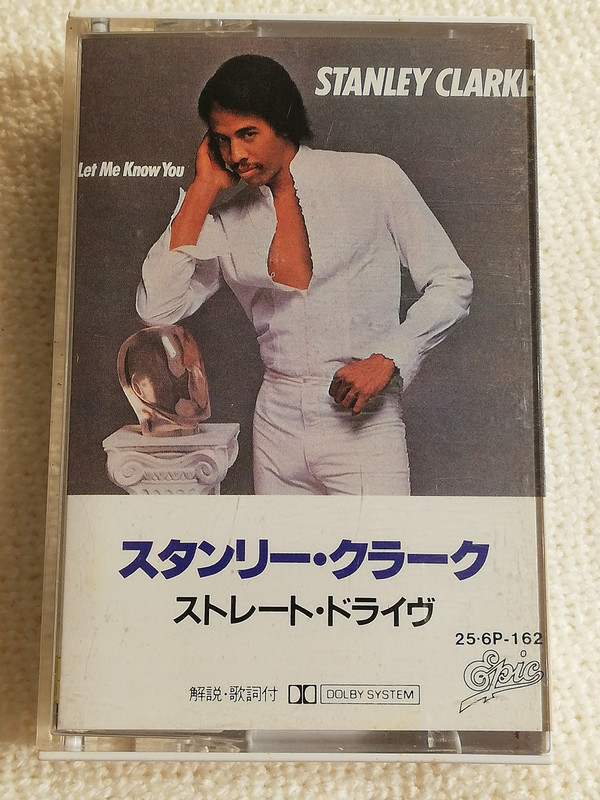 STANLEY CLARKE
Let Me Know You
スタンリー・クラーク
ストレート・ドライヴ
25·6P-162
Epic
解説・歌詞付 DOLBY SYSTEM